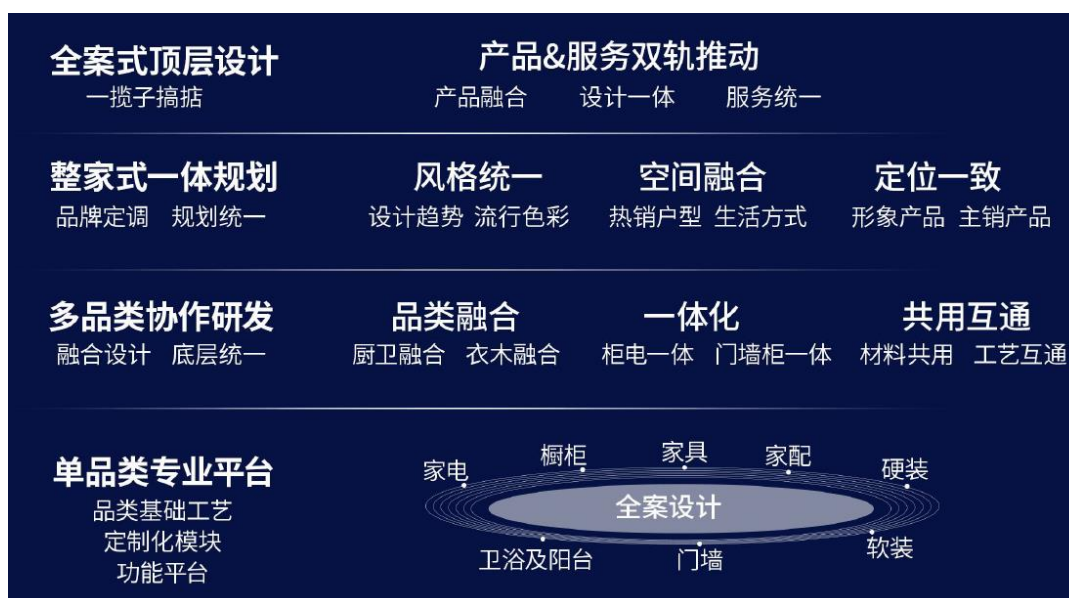 全案式顶层设计
一揽子搞掂
产品&服务双轨推动
产品融合 设计一体 服务统一
整家式一体规划
品牌定调 规划统一
风格统一
设计趋势 流行色彩
空间融合
热销户型 生活方式
定位一致
形象产品 主销产品
多品类协作研发
融合设计 底层统一
品类融合
厨卫融合 衣木融合
一体化
柜电一体 门墙柜一体
共用互通
材料共用 工艺互通
单品类专业平台
品类基础工艺
定制化模块
功能平台
家电
橱柜
家具
家配
硬装
全案设计
卫浴及阳台
门墙
软装